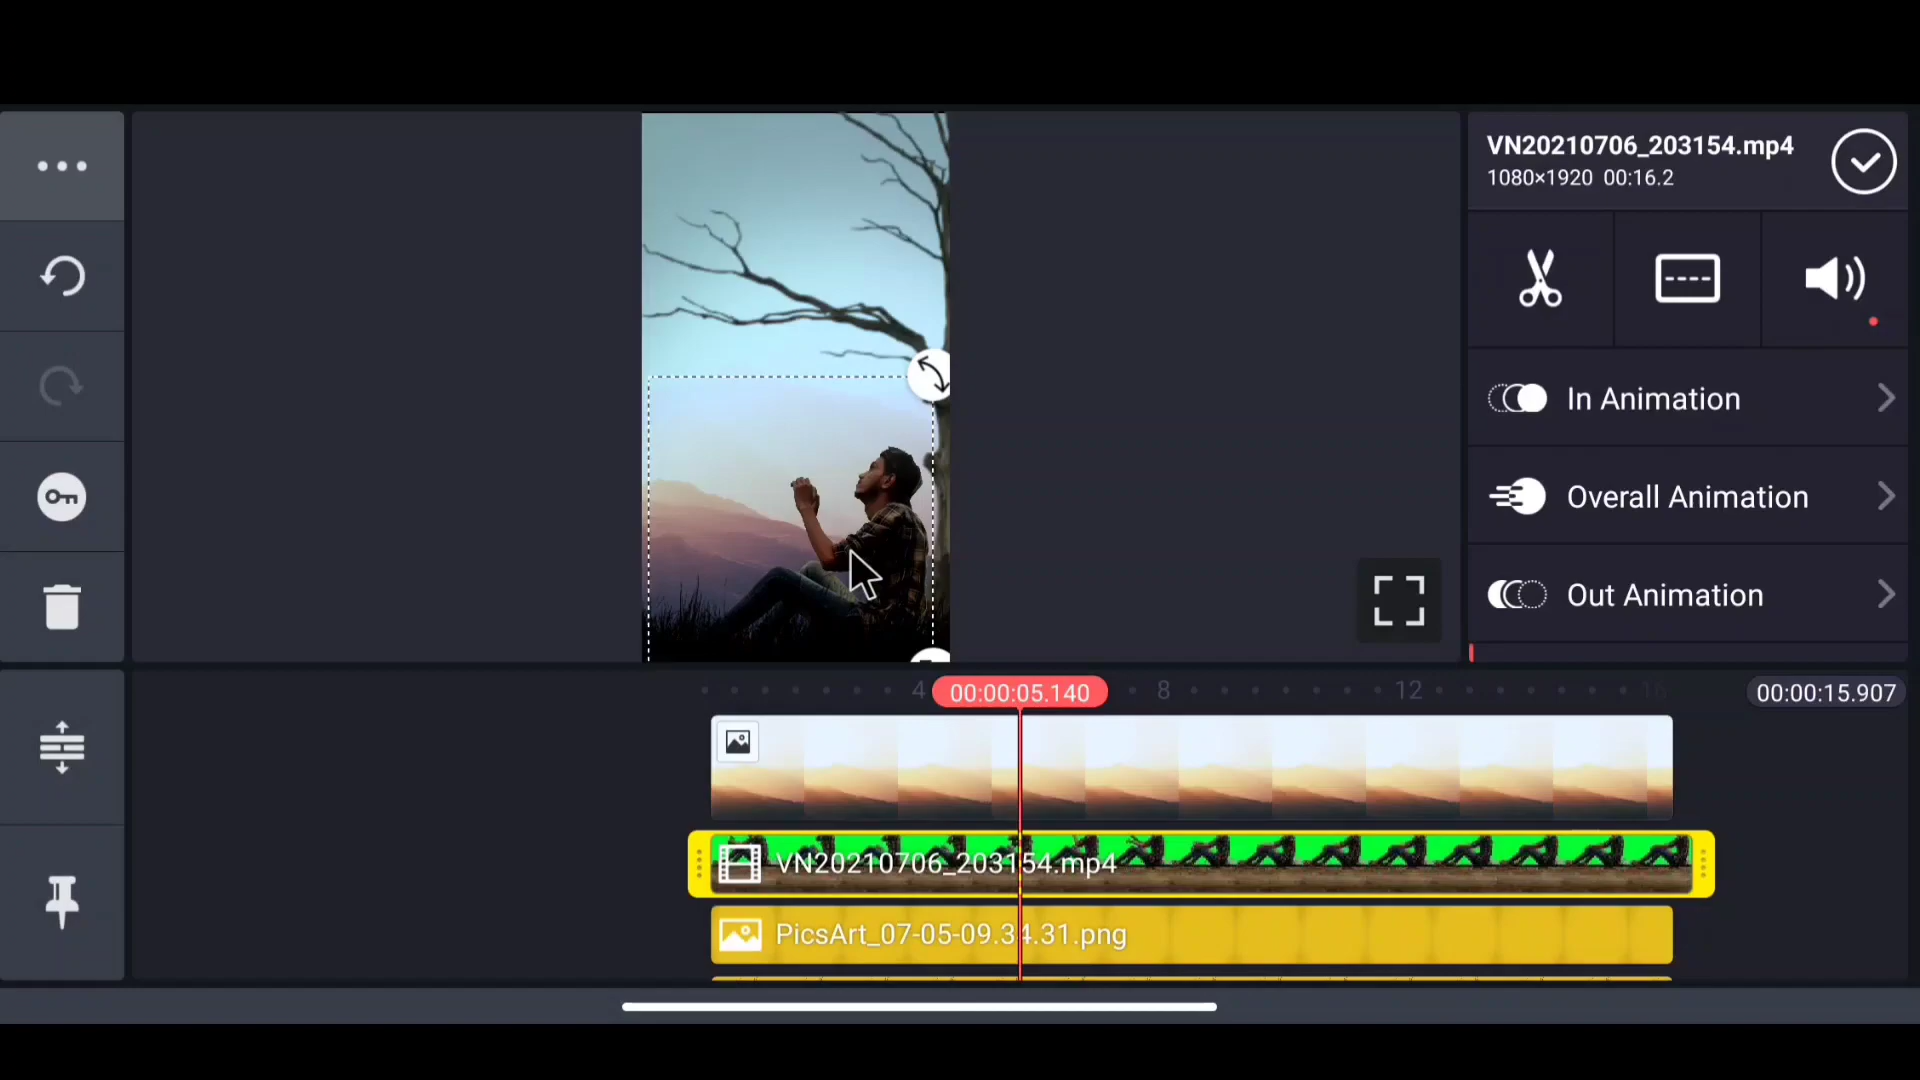 VN20210706_203154.mp4
1080×1920 00:16.2
In Animation
Overall Animation
Out Animation
4
00:00:05.140
8
12
16
00:00:15.907
VN20210706_203154.mp4
PicsArt_07-05-09.34.31.png